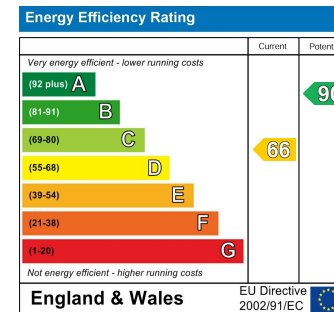 Energy Efficiency Rating
Current
Very energy efficient - lower running costs
(92 plus) A
(81-91) B
(69-80) C
(55-68) D
(39-54) E
(21-38) F
(1-20) G
66
Not energy efficient - higher running costs
England & Wales
EU Directive
2002/91/EC